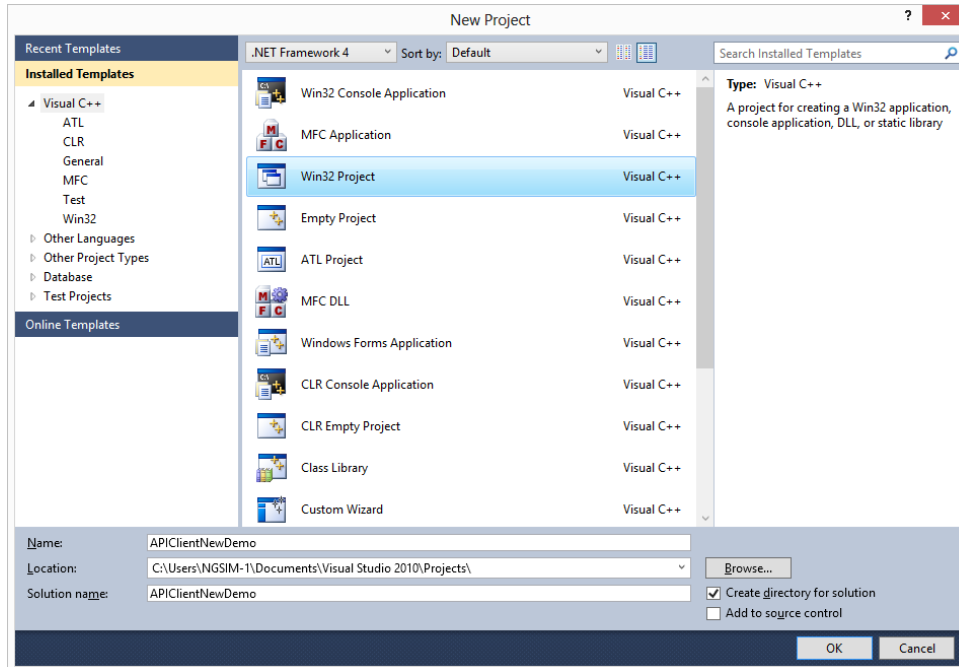 New Project
?
Recent Templates
Installed Templates
Visual C++
ATL
CLR
General
MFC
Test
Win32
Other Languages
Other Project Types
Database
Test Projects
Online Templates
.NET Framework 4
Sort by: Default
Search Installed Templates
Win32 Console Application Visual C++
MFC Application Visual C++
Win32 Project Visual C++
Empty Project Visual C++
ATL Project Visual C++
MFC DLL Visual C++
Windows Forms Application Visual C++
CLR Console Application Visual C++
CLR Empty Project Visual C++
Class Library Visual C++
Custom Wizard Visual C++
Type: Visual C++
A project for creating a Win32 application,
console application, DLL, or static library
Name: APIClientNewDemo
Location: C:\Users\NGSIM-1\Documents\Visual Studio 2010\Projects\
Solution name: APIClientNewDemo
Browse...
Create directory for solution
Add to source control
OK
Cancel